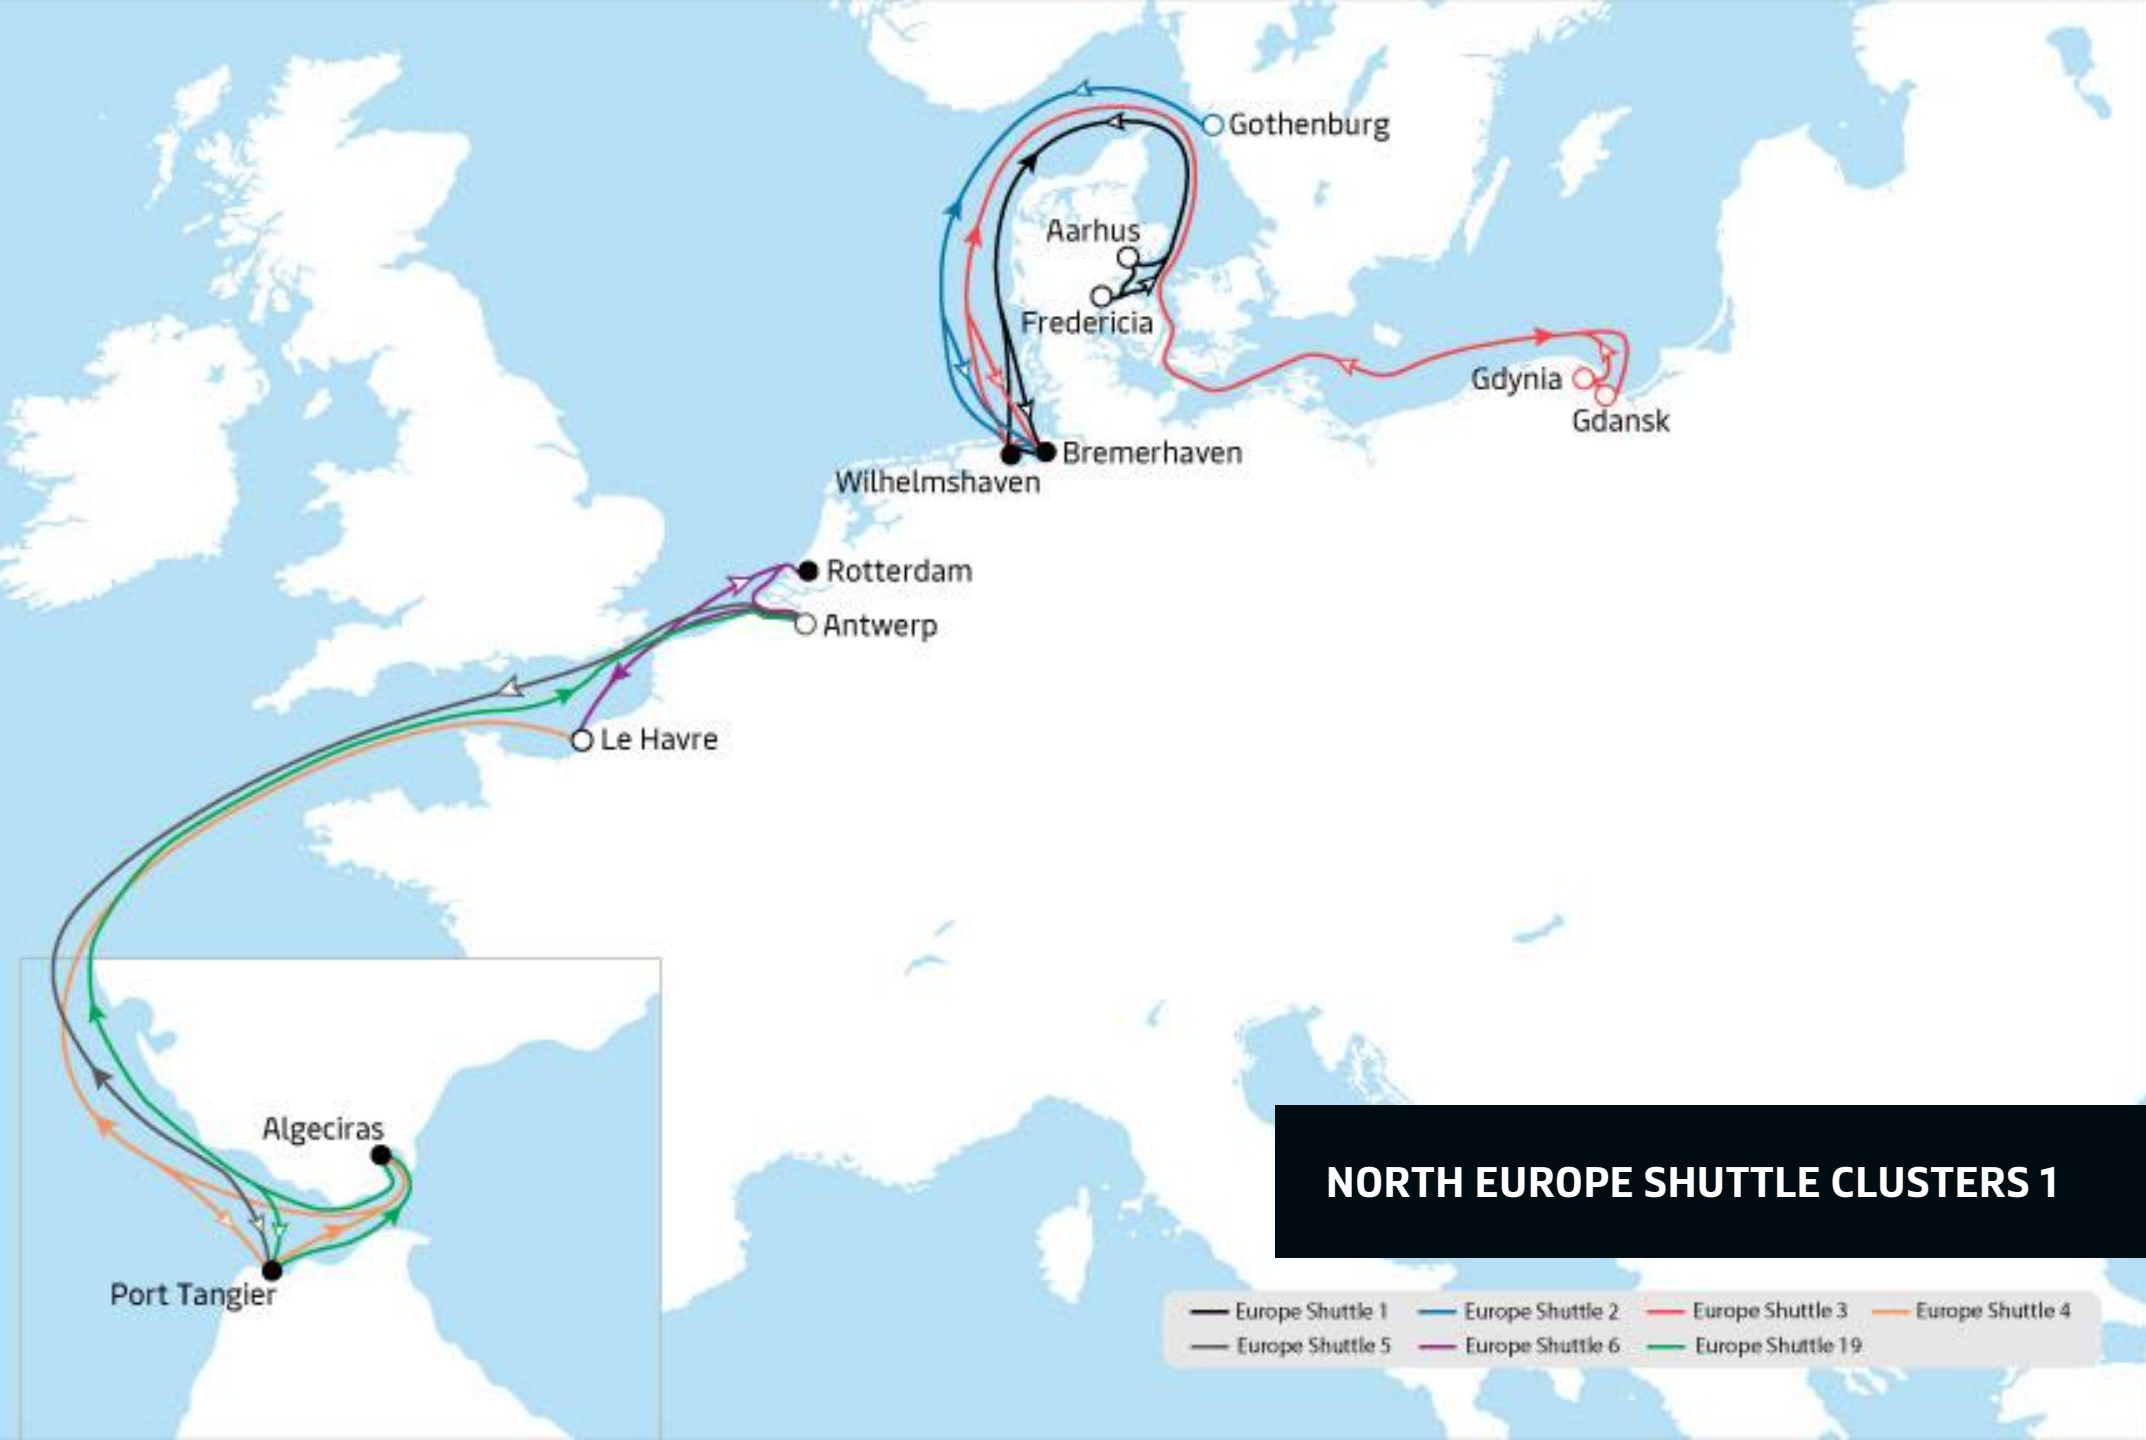 Gothenburg
Aarhus
Fredericia
Gdynia
Gdansk
Bremerhaven
Wilhelmshaven
Rotterdam
Antwerp
Le Havre
Algeciras
Port Tangier
NORTH EUROPE SHUTTLE CLUSTERS 1
Europe Shuttle 1 Europe Shuttle 2 Europe Shuttle 3 Europe Shuttle 4
Europe Shuttle 5 Europe Shuttle 6 Europe Shuttle 19